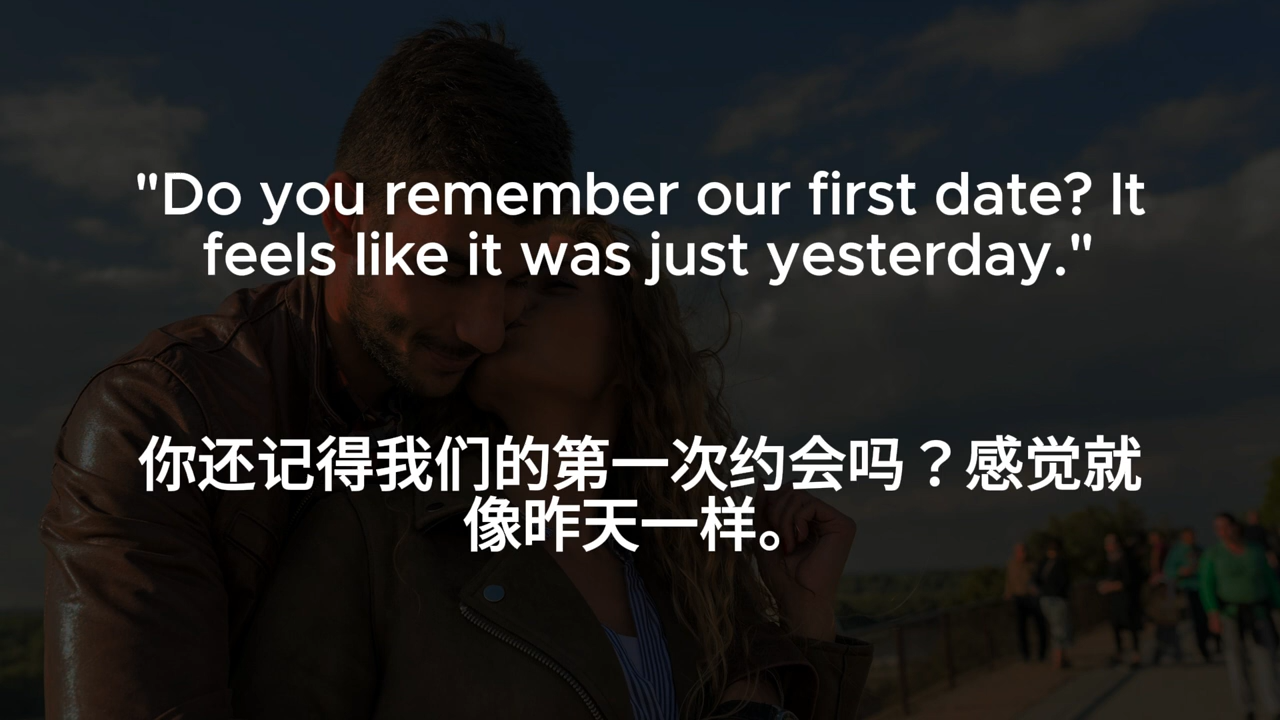 "Do you remember our first date? It
feels like it was just yesterday."
你还记得我们的第一次约会吗？感觉就
像昨天一样。